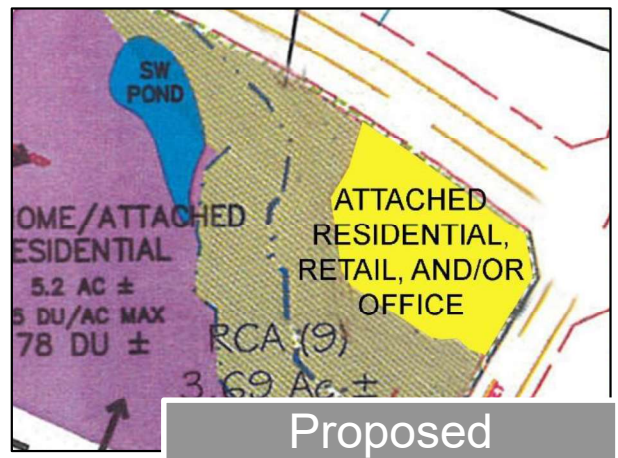 SW
POND
ATTACHED
RESIDENTIAL,
RETAIL, AND/OR
OFFICE
OME/ATTACHED
ESIDENTIAL
5.2 AC ±
5 DU/AC MAX
78 DU ±
RCA (9)
3.69 Ac ±
Proposed